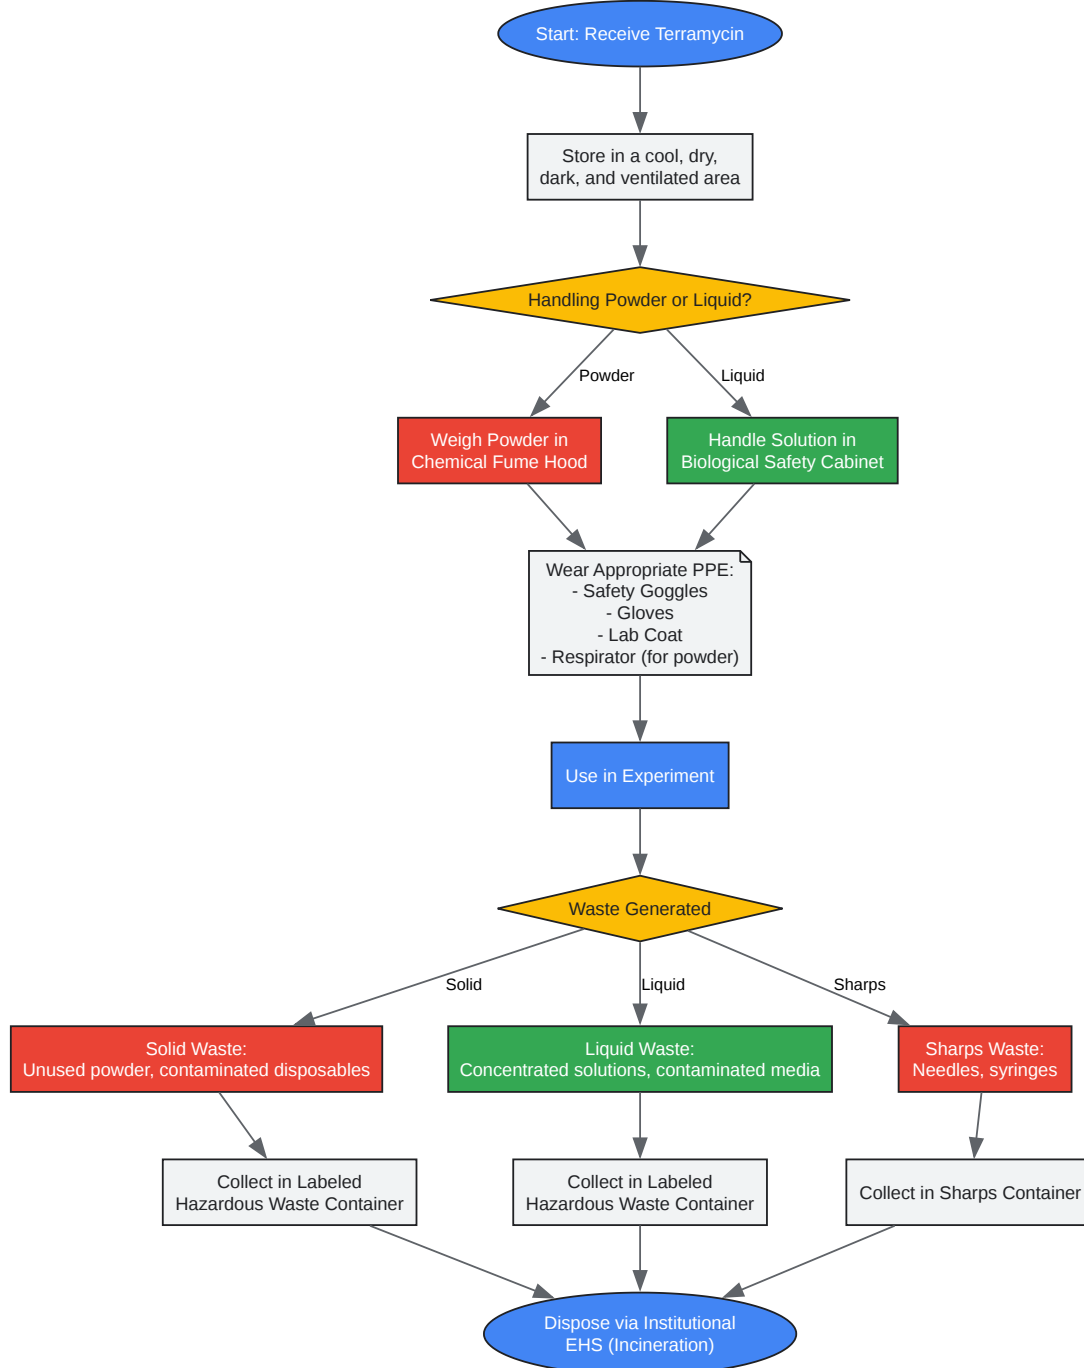 Start: Receive Terramycin
Store in a cool, dry,
dark, and ventilated area
Handling Powder or Liquid?
Powder
Liquid
Weigh Powder in
Chemical Fume Hood
Handle Solution in
Biological Safety Cabinet
Wear Appropriate PPE:
- Safety Goggles
- Gloves
- Lab Coat
- Respirator (for powder)
Use in Experiment
Waste Generated
Solid
Liquid
Sharps
Solid Waste:
Unused powder, contaminated disposables
Liquid Waste:
Concentrated solutions, contaminated media
Sharps Waste:
Needles, syringes
Collect in Labeled
Hazardous Waste Container
Collect in Labeled
Hazardous Waste Container
Collect in Sharps Container
Dispose via Institutional
EHS (Incineration)